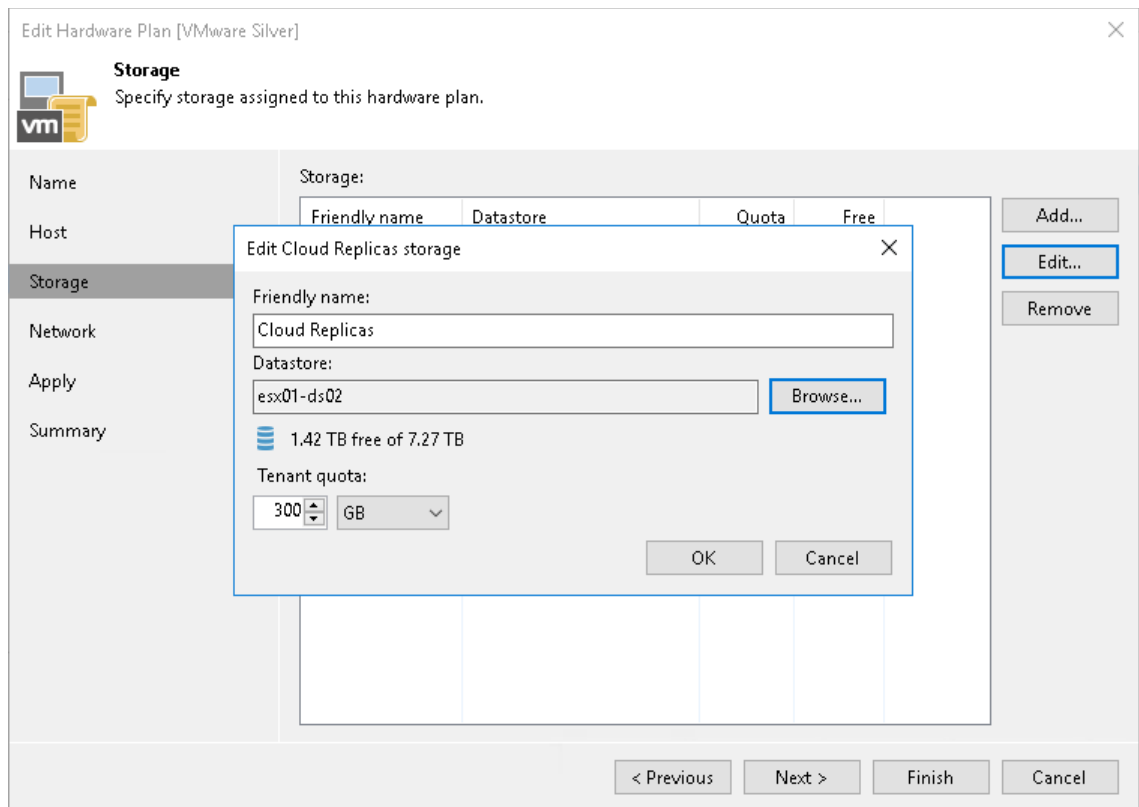 Edit Hardware Plan [VMware Silver]
Storage
Specify storage assigned to this hardware plan.
vm
Name
Host
Storage
Network
Apply
Summary
Storage:
Friendly name Datastore Quota Free
Add...
Edit...
Remove
Edit Cloud Replicas storage
Friendly name:
Cloud Replicas
Datastore:
esx01-ds02 Browse...
1.42 TB free of 7.27 TB
Tenant quota:
300 GB
OK Cancel
< Previous Next > Finish Cancel